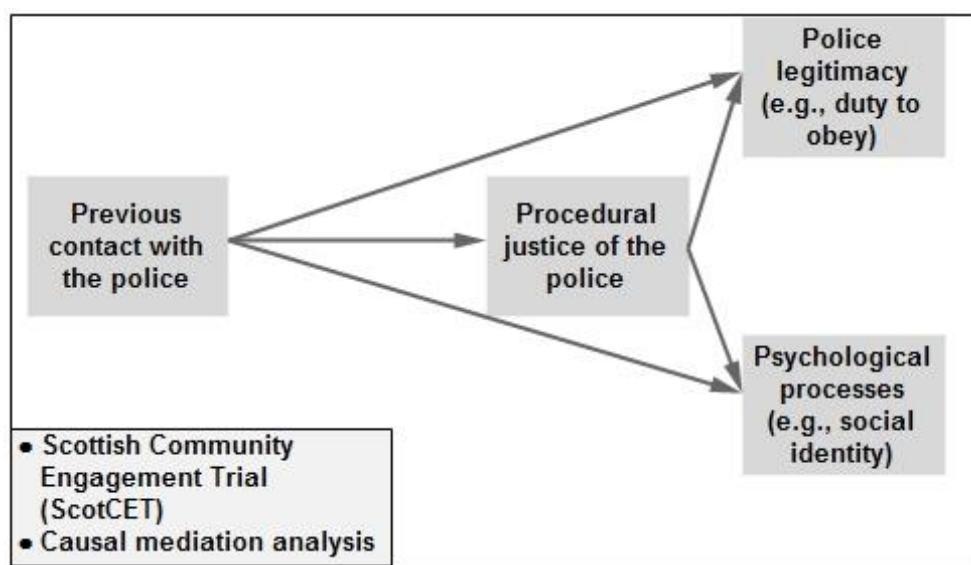 Police
legitimacy
(e.g., duty to
obey)
Previous
contact with
the police
Procedural
justice of the
police
Psychological
processes
(e.g., social
identity)
● Scottish Community
Engagement Trial
(ScotCET)
● Causal mediation analysis